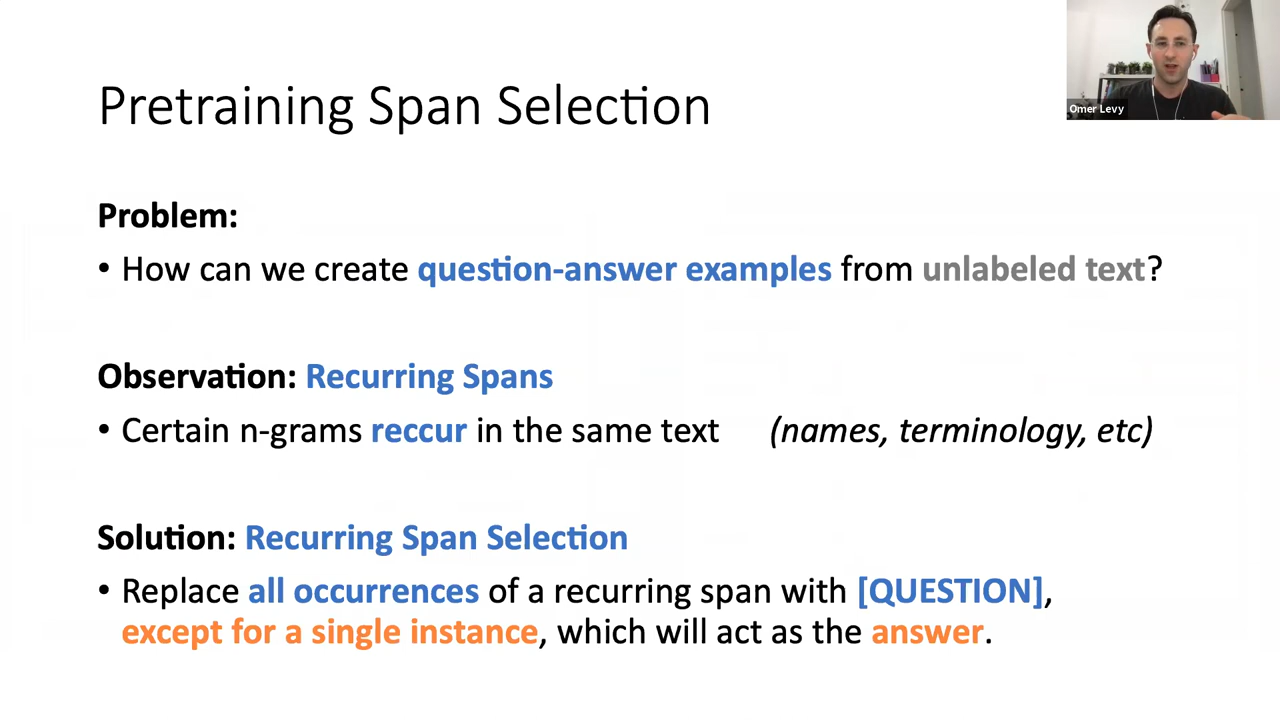 Pretraining Span Selection
Omer Levy
Problem:
• How can we create question-answer examples from unlabeled text?
Observation: Recurring Spans
• Certain n-grams reccur in the same text (names, terminology, etc)
Solution: Recurring Span Selection
• Replace all occurrences of a recurring span with [QUESTION],
except for a single instance, which will act as the answer.